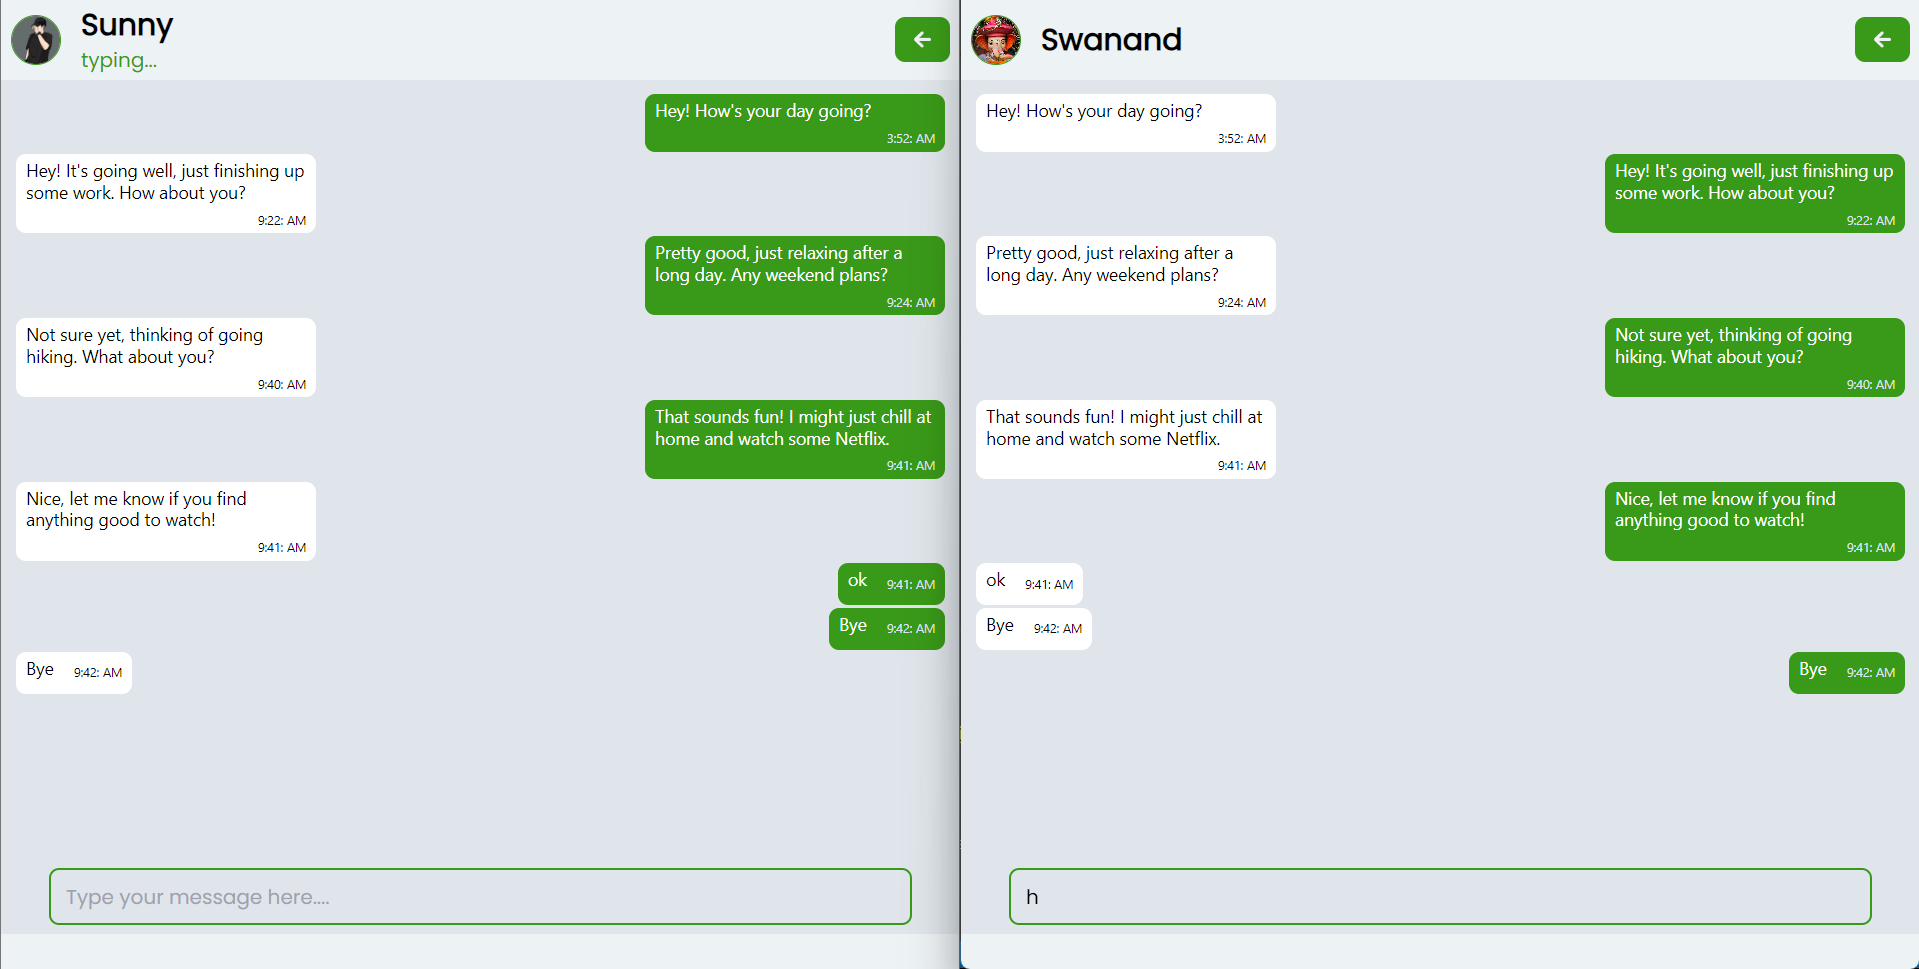 Sunny
typing...
Hey! How's your day going?
3:52: AM
Hey! It's going well, just finishing up
some work. How about you?
9:22: AM
Pretty good, just relaxing after a
long day. Any weekend plans?
9:24: AM
Not sure yet, thinking of going
hiking. What about you?
9:40: AM
That sounds fun! I might just chill at
home and watch some Netflix.
9:41: AM
Nice, let me know if you find
anything good to watch!
9:41: AM
ok 9:41: AM
Bye 9:42: AM
Bye 9:42: AM
Type your message here....
Swanand
Hey! How's your day going?
3:52: AM
Hey! It's going well, just finishing up
some work. How about you?
9:22: AM
Pretty good, just relaxing after a
long day. Any weekend plans?
9:24: AM
Not sure yet, thinking of going
hiking. What about you?
9:40: AM
That sounds fun! I might just chill at
home and watch some Netflix.
9:41: AM
Nice, let me know if you find
anything good to watch!
9:41: AM
ok 9:41: AM
Bye 9:42: AM
Bye 9:42: AM
h